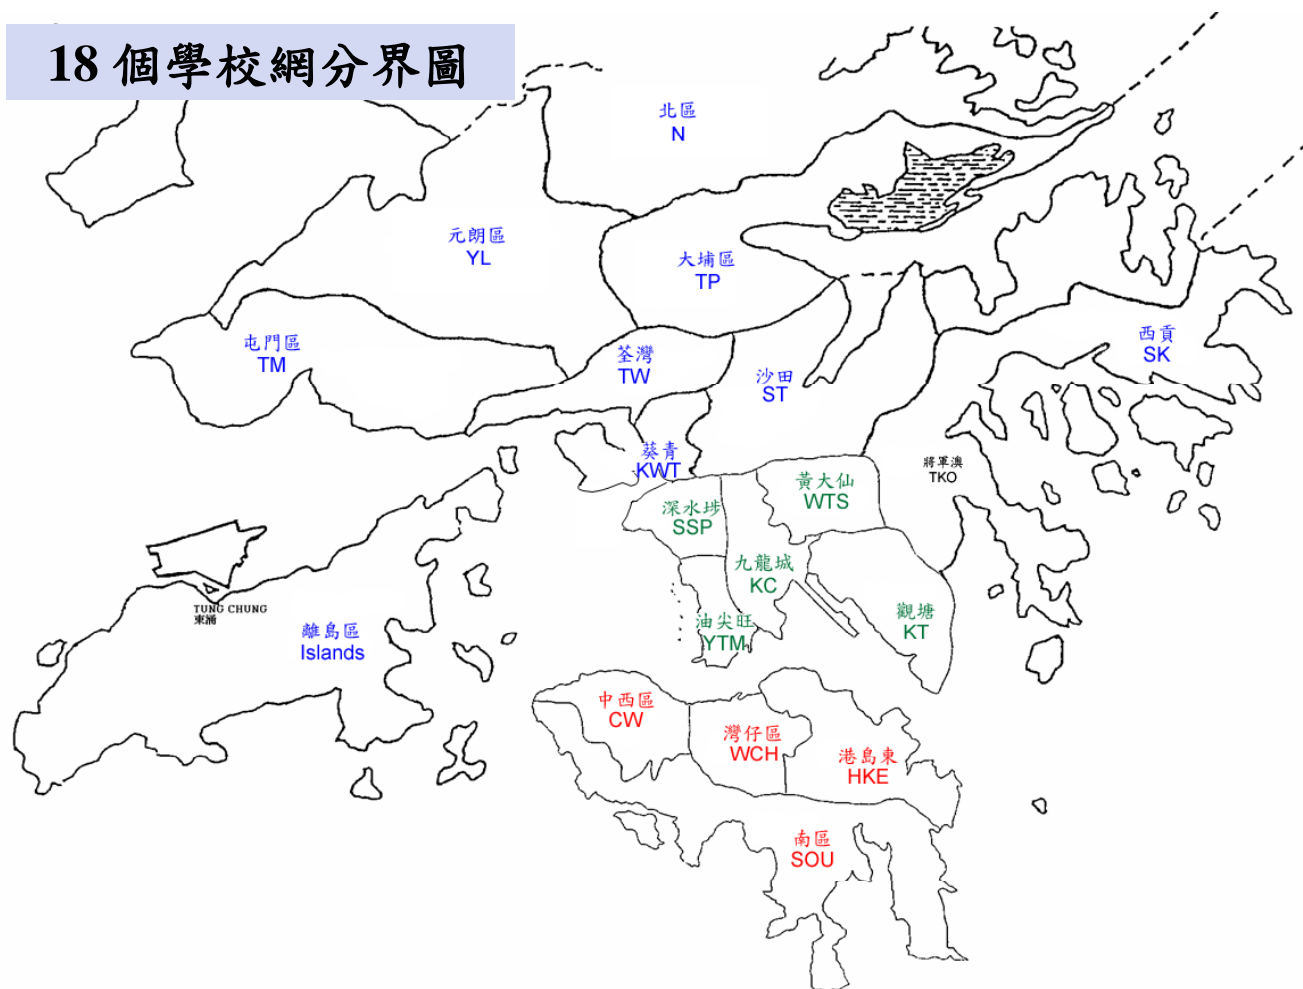 18 個學校網分界圖
北區
N
元朗區
YL
大埔區
TP
屯門區
TM
荃灣
TW
沙田
ST
西貢
SK
葵青
KWT
將軍澳
TKO
黃大仙
WTS
深水埗
SSP
九龍城
KC
觀塘
KT
油尖旺
YTM
TUNG CHUNG
東涌
離島區
Islands
中西區
CW
灣仔區
WCH
港島東
HKE
南區
SOU